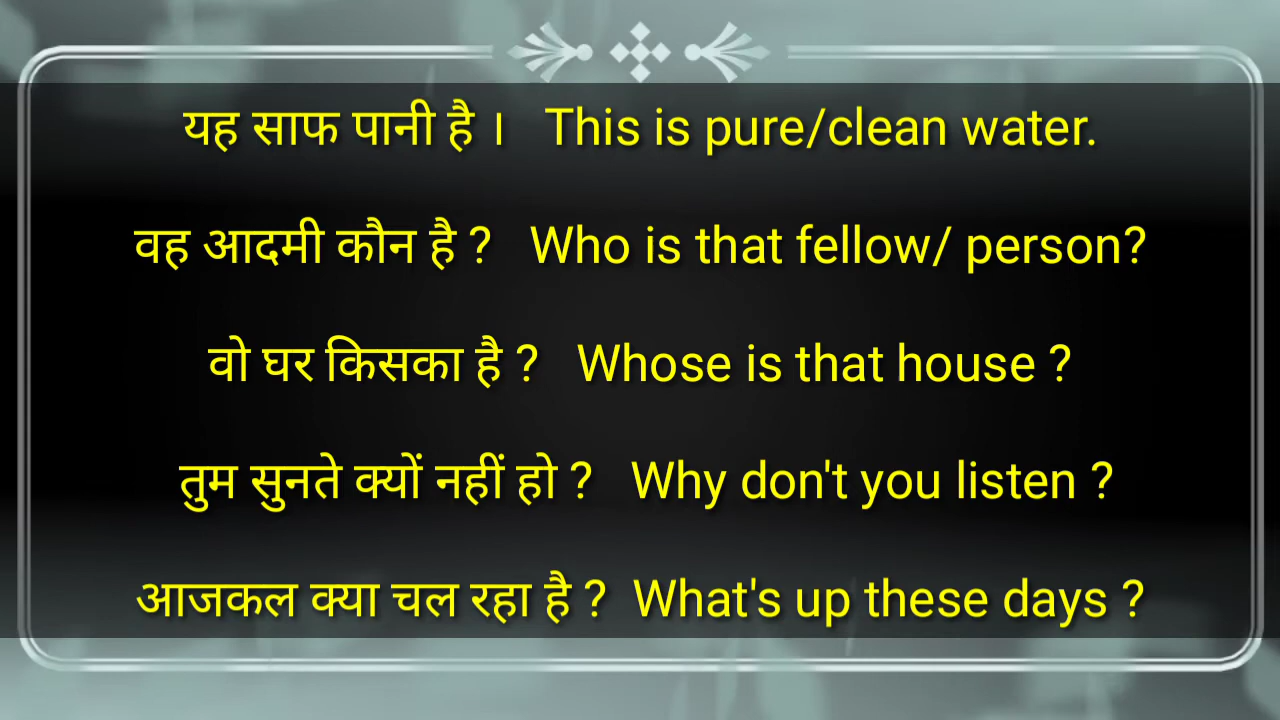 यह साफ पानी है । This is pure/clean water.
वह आदमी कौन है ? Who is that fellow/ person?
वो घर किसका है ? Whose is that house ?
तुम सुनते क्यों नहीं हो ? Why don't you listen ?
आजकल क्या चल रहा है ? What's up these days ?